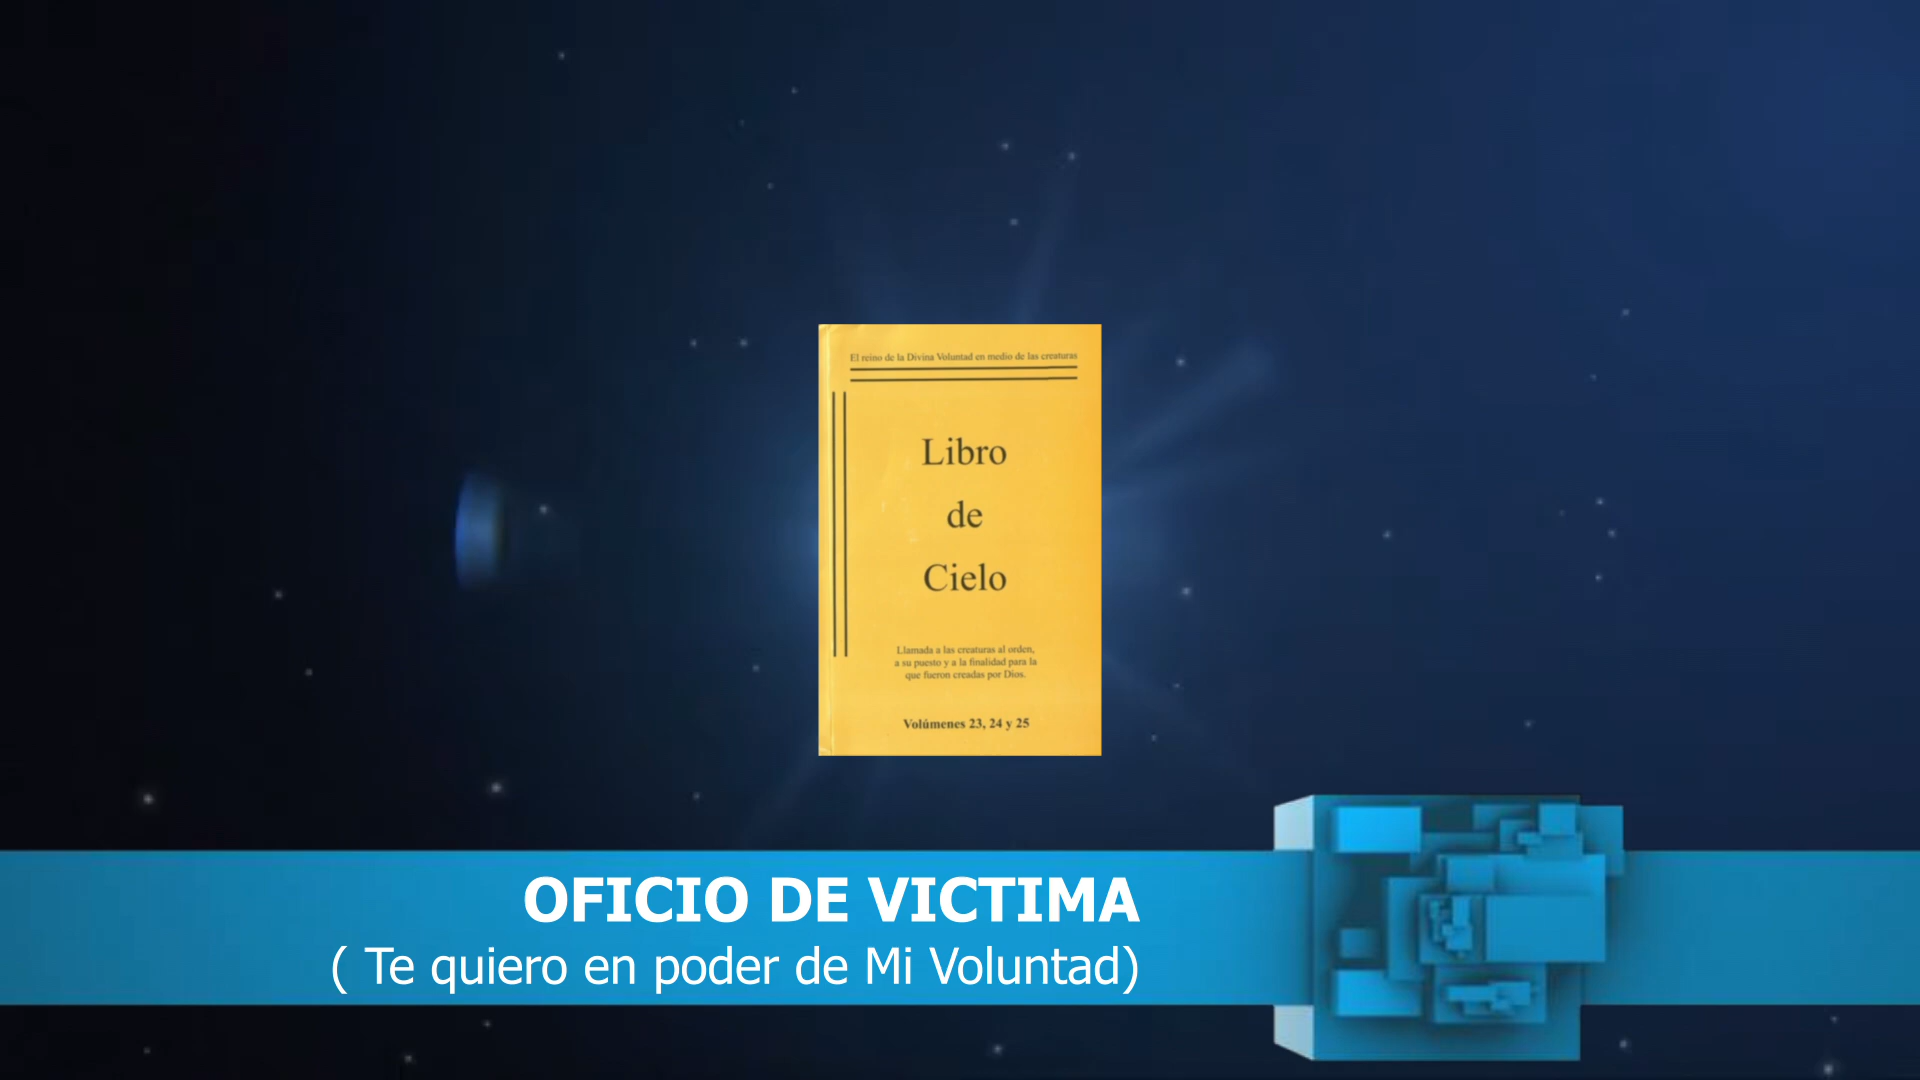 El reino de la Divina Voluntad en medio de las creaturas
Libro
de
Cielo
Llamada a las creaturas al orden,
a su puesto y a la finalidad para la
que fueron creadas por Dios.
Volúmenes 23, 24 y 25
OFICIO DE VICTIMA
( Te quiero en poder de Mi Voluntad)